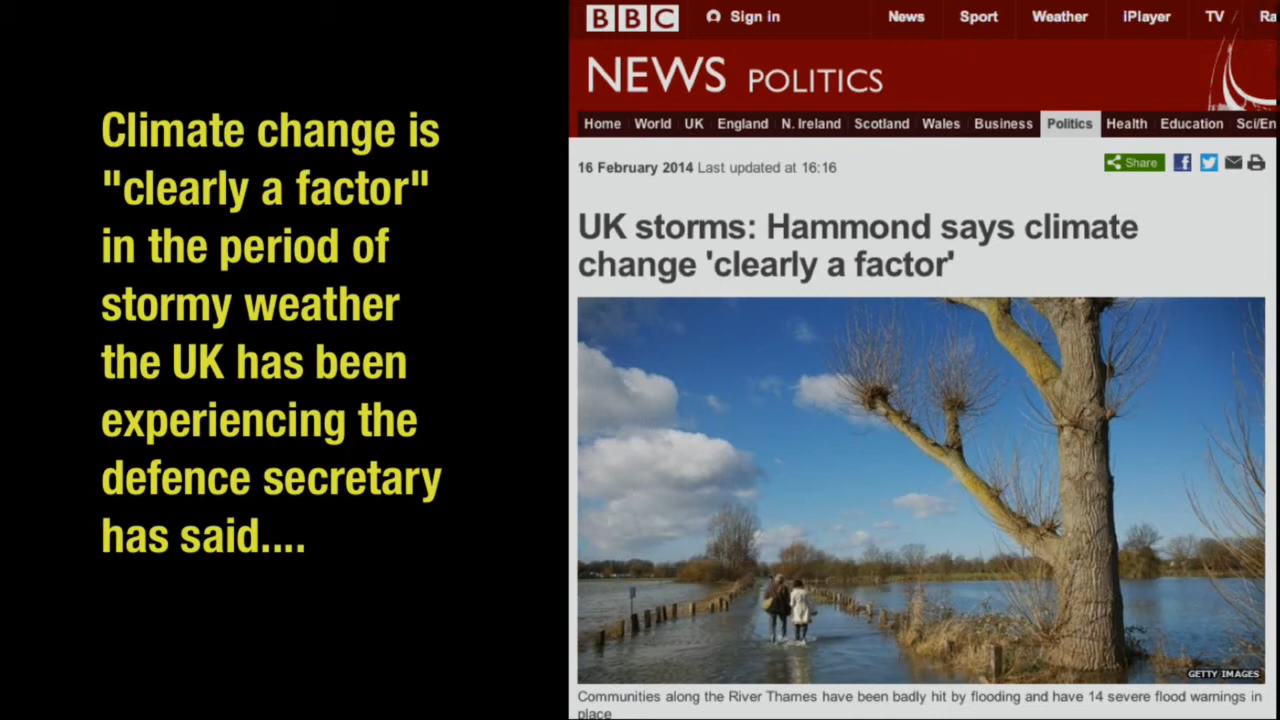 Climate change is
"clearly a factor"
in the period of
stormy weather
the UK has been
experiencing the
defence secretary
has said....
BBC Sign in News Sport Weather iPlayer TV Ra
NEWS POLITICS
Home World UK England N. Ireland Scotland Wales Business Politics Health Education Sci/En
16 February 2014 Last updated at 16:16
Share
UK storms: Hammond says climate
change 'clearly a factor'
GETTY IMAGES
Communities along the River Thames have been badly hit by flooding and have 14 severe flood warnings in
place